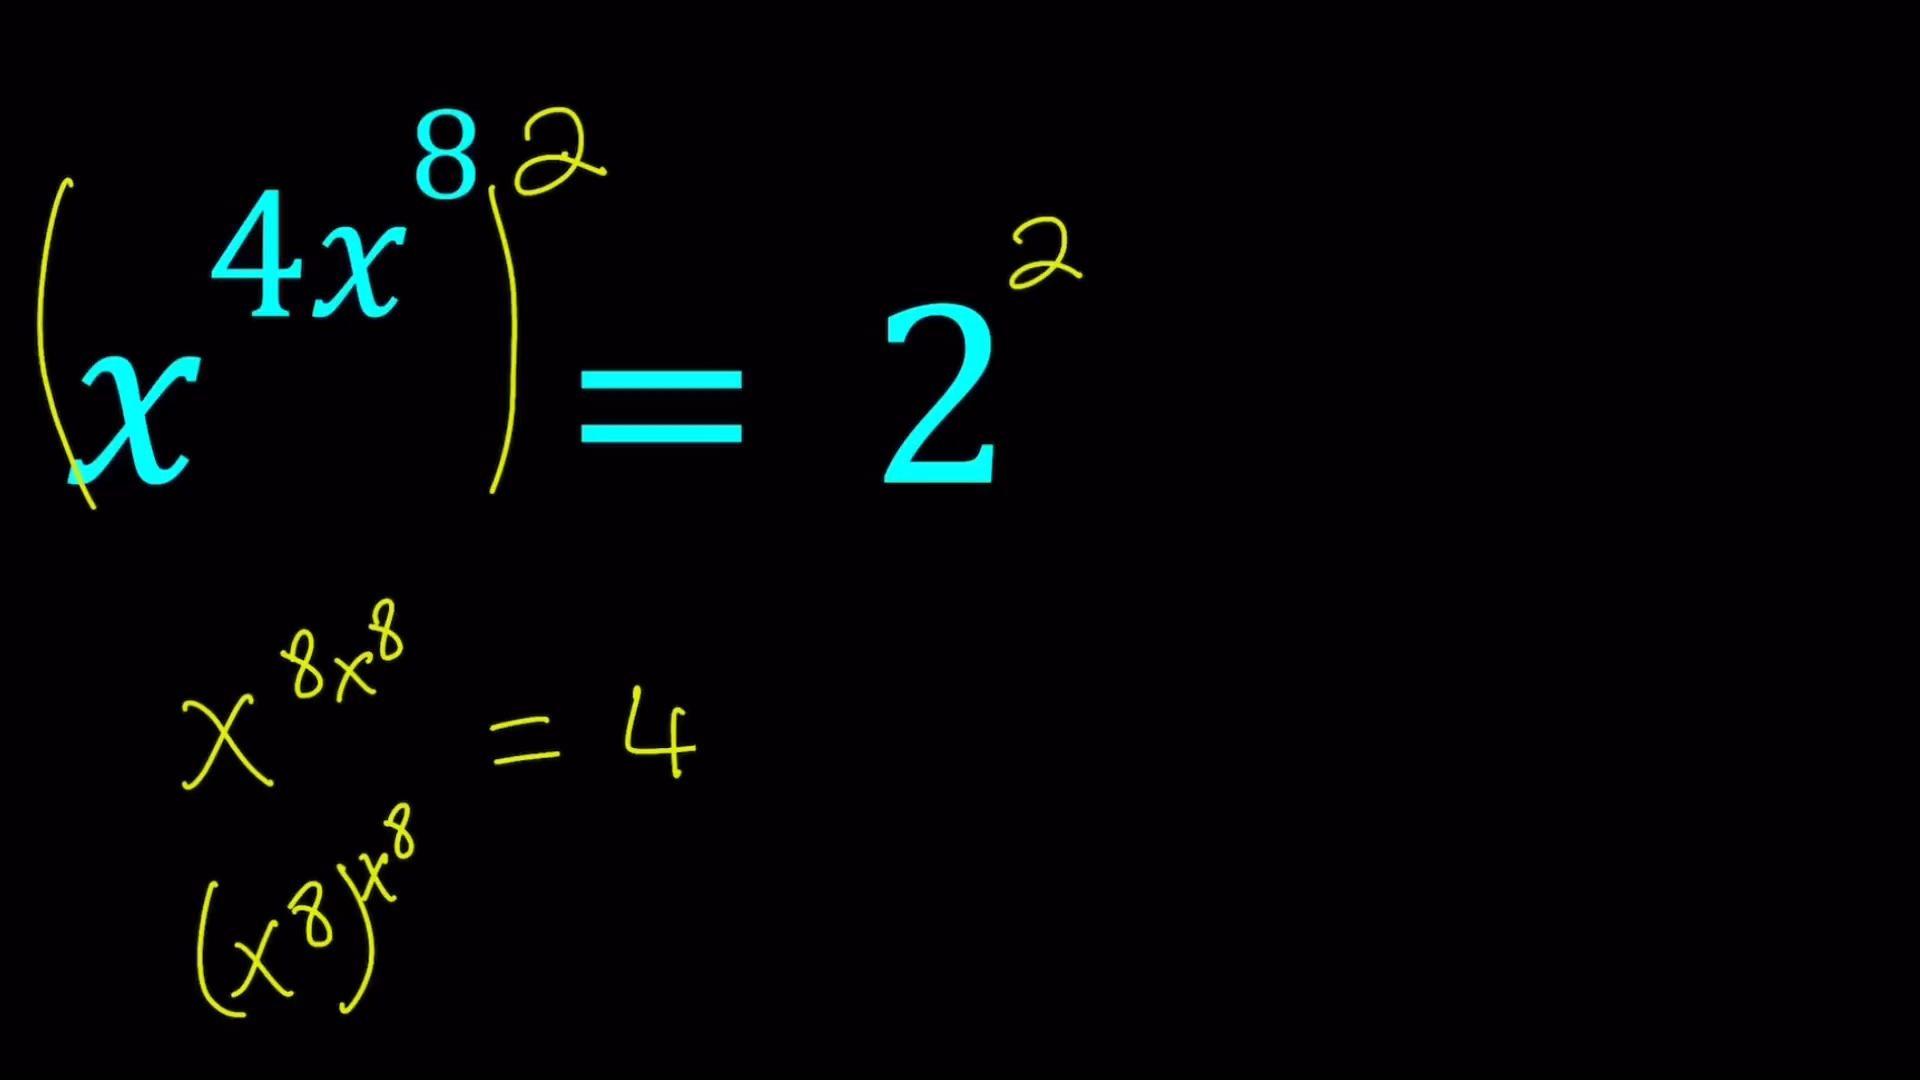 (x^{4x^8})^2 = 2^2
x^{8x^8} = 4
(x^8)^{x^8}